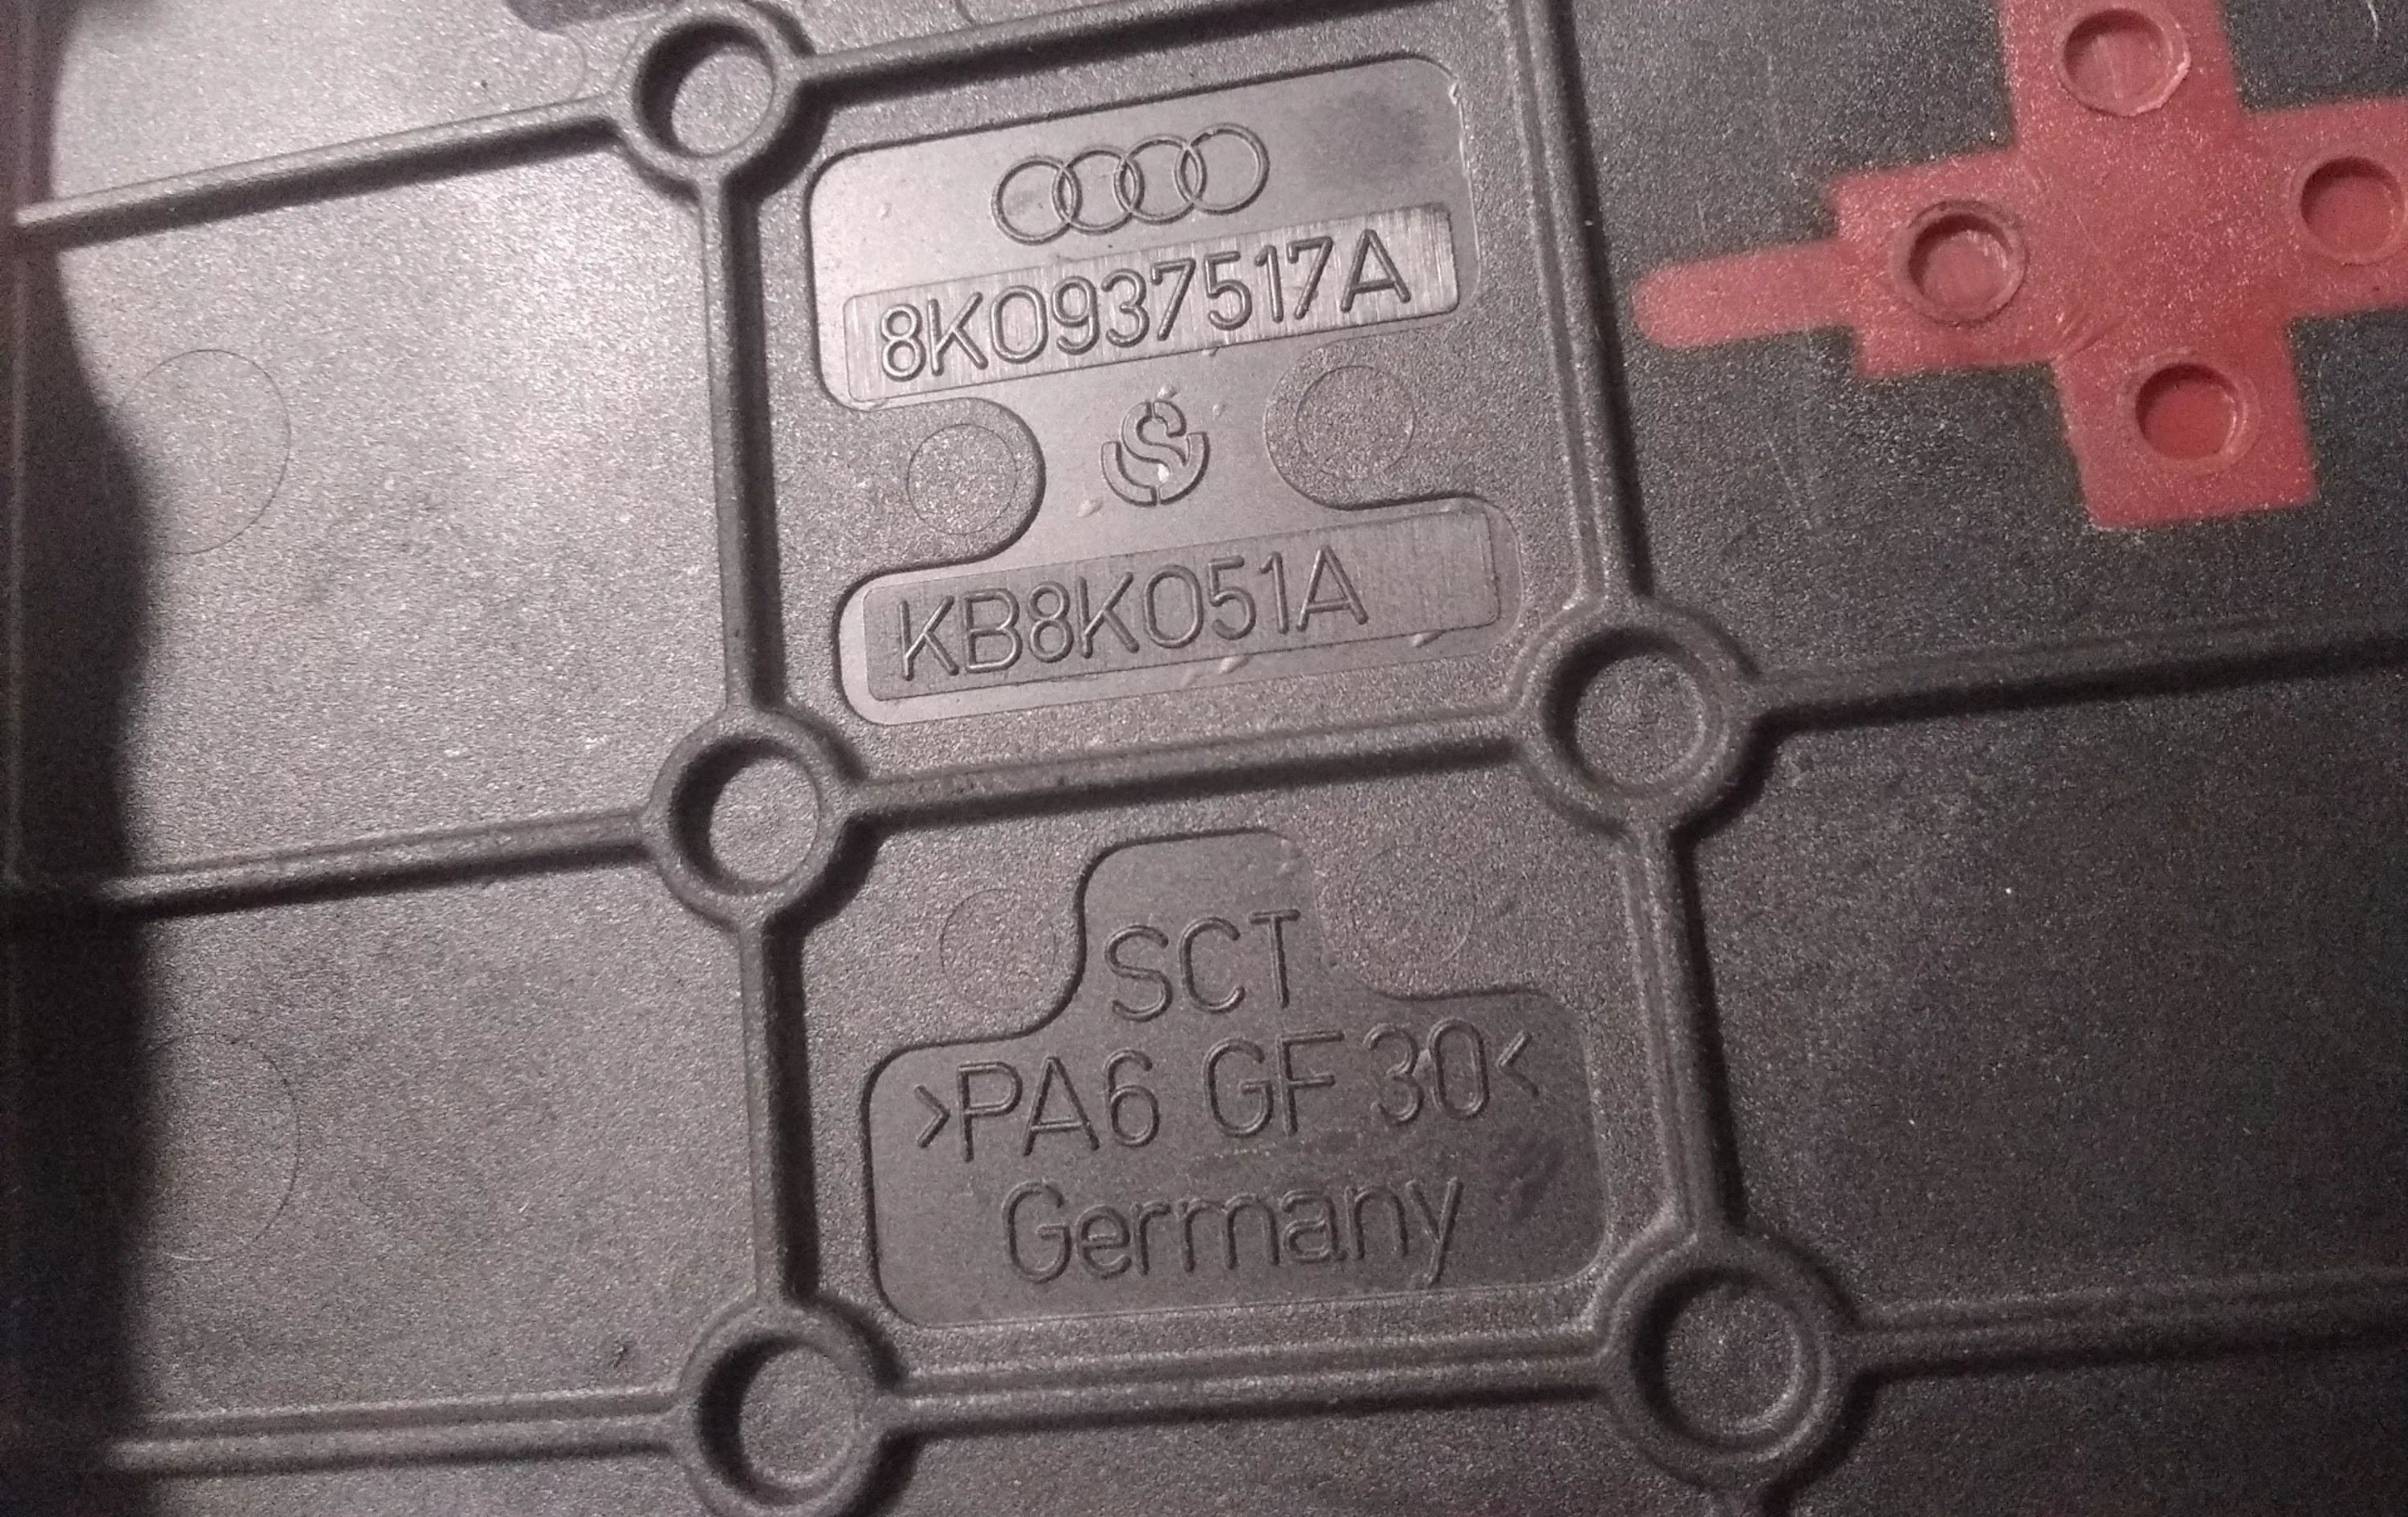 8K0937517A
S
KB8K051A
SCT
>PA6 GF 30<
Germany